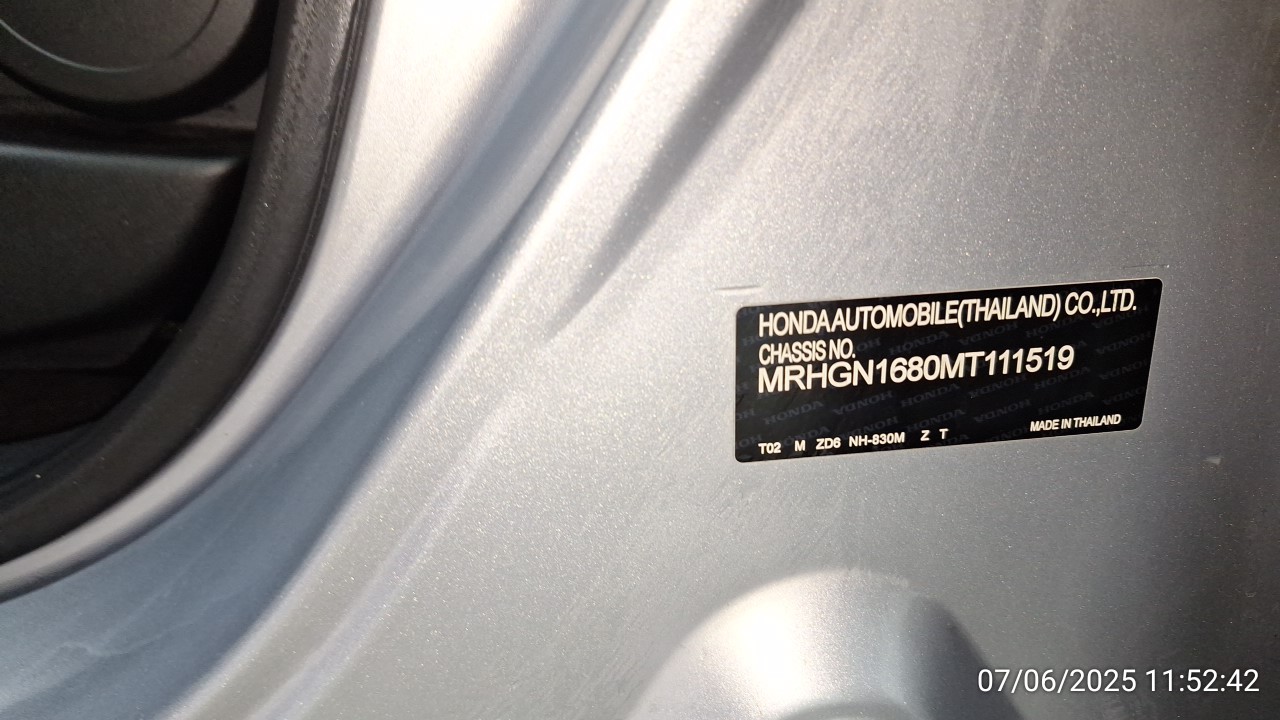 HONDA AUTOMOBILE(THAILAND) CO.,LTD.
CHASSIS NO.
MRHGN1680MT111519
T02 M ZD6 NH-830M Z T MADE IN THAILAND
07/06/2025 11:52:42